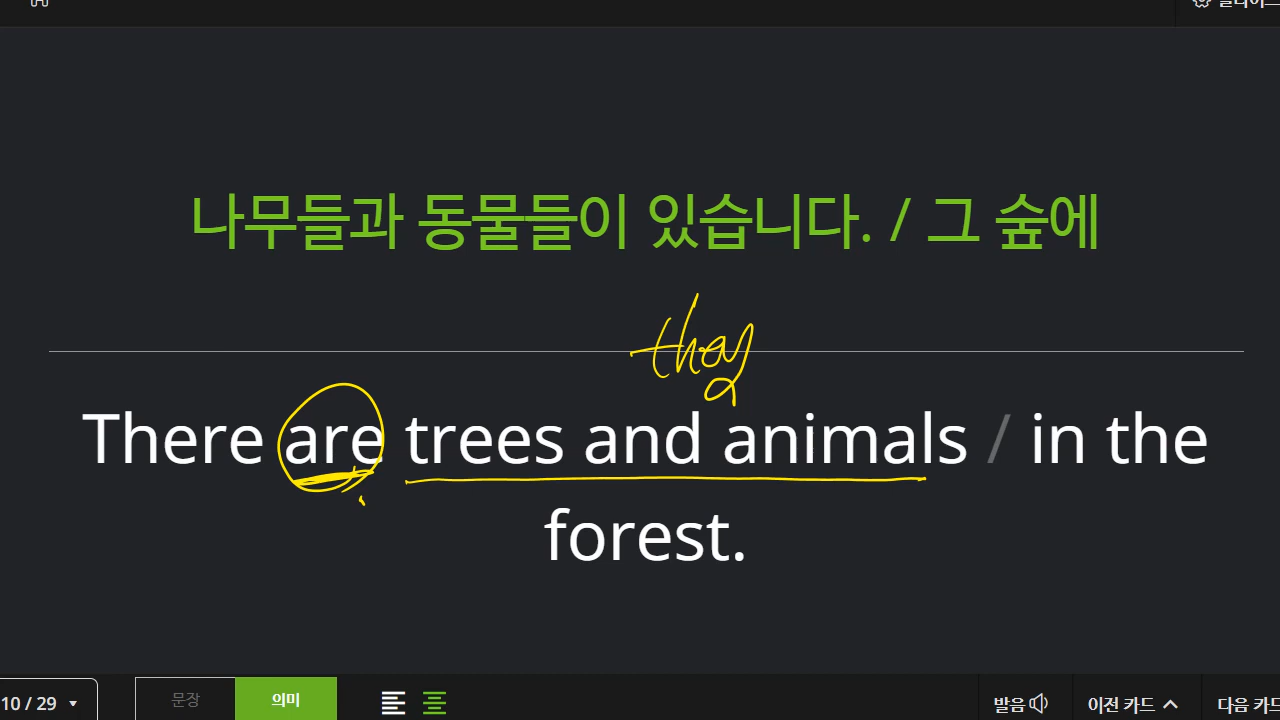 나무들과 동물들이 있습니다. / 그 숲에
There are trees and animals / in the
forest.
10 / 29
문장
의미
발음
이전 카드
다음 카드